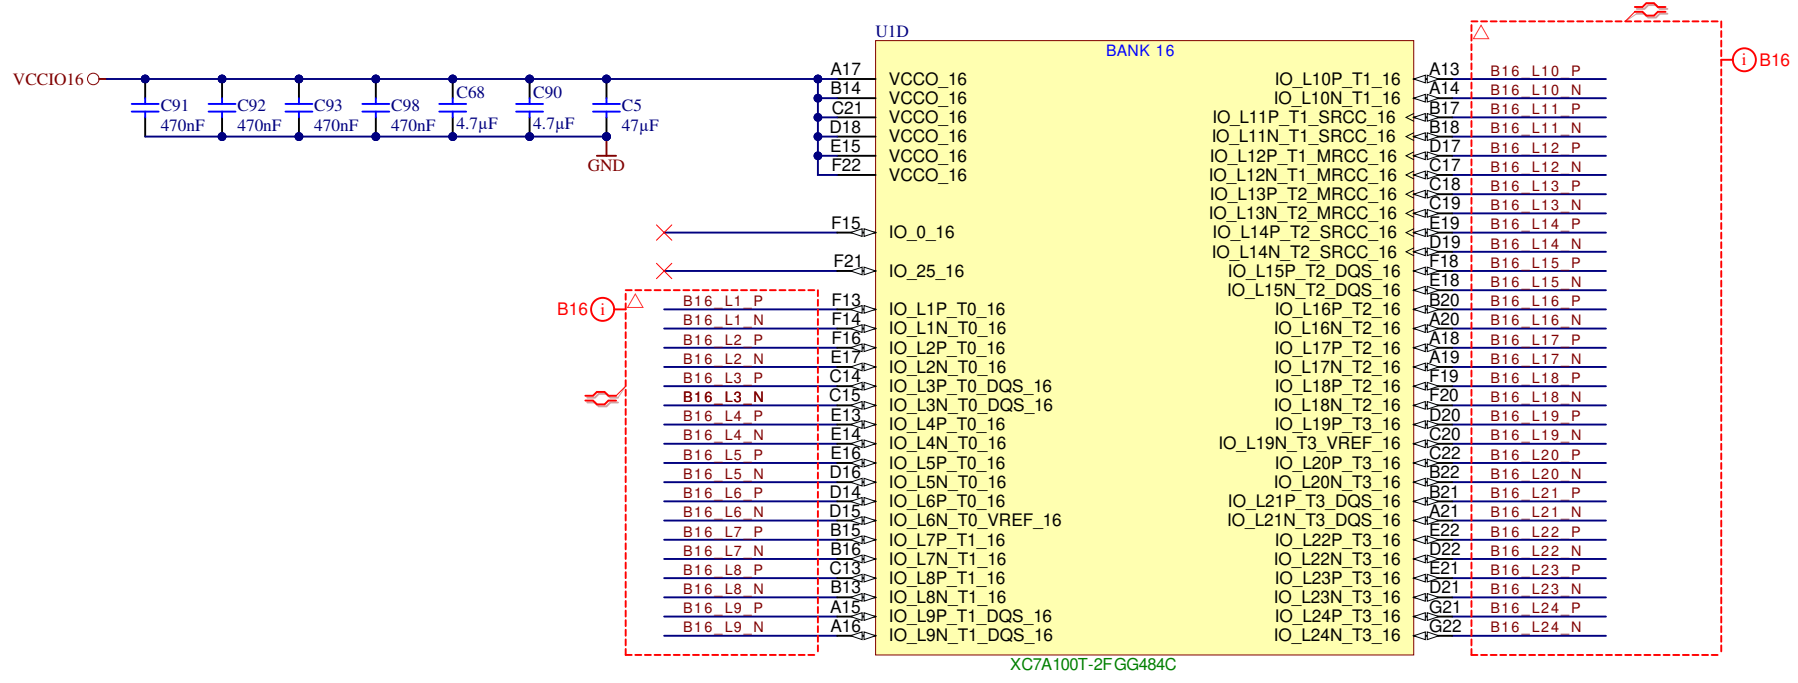 U1D
BANK 16
VCCIO16
C91
470nF
C92
470nF
C93
470nF
C98
470nF
C68
4.7µF
C90
4.7µF
C5
47µF
GND
A17 VCCO_16
B14 VCCO_16
C21 VCCO_16
D18 VCCO_16
E15 VCCO_16
F22 VCCO_16
F15 IO_0_16
F21 IO_25_16
B16 i
B16_L1_P F13 IO_L1P_T0_16
B16_L1_N F14 IO_L1N_T0_16
B16_L2_P F16 IO_L2P_T0_16
B16_L2_N E17 IO_L2N_T0_16
B16_L3_P C14 IO_L3P_T0_DQS_16
B16_L3_N C15 IO_L3N_T0_DQS_16
B16_L4_P E13 IO_L4P_T0_16
B16_L4_N E14 IO_L4N_T0_16
B16_L5_P E16 IO_L5P_T0_16
B16_L5_N D16 IO_L5N_T0_16
B16_L6_P D14 IO_L6P_T0_16
B16_L6_N D15 IO_L6N_T0_VREF_16
B16_L7_P B15 IO_L7P_T1_16
B16_L7_N B16 IO_L7N_T1_16
B16_L8_P C13 IO_L8P_T1_16
B16_L8_N B13 IO_L8N_T1_16
B16_L9_P A15 IO_L9P_T1_DQS_16
B16_L9_N A16 IO_L9N_T1_DQS_16
i B16
IO_L10P_T1_16 A13 B16_L10_P
IO_L10N_T1_16 A14 B16_L10_N
IO_L11P_T1_SRCC_16 B17 B16_L11_P
IO_L11N_T1_SRCC_16 B18 B16_L11_N
IO_L12P_T1_MRCC_16 D17 B16_L12_P
IO_L12N_T1_MRCC_16 C17 B16_L12_N
IO_L13P_T2_MRCC_16 C18 B16_L13_P
IO_L13N_T2_MRCC_16 C19 B16_L13_N
IO_L14P_T2_SRCC_16 E19 B16_L14_P
IO_L14N_T2_SRCC_16 D19 B16_L14_N
IO_L15P_T2_DQS_16 F18 B16_L15_P
IO_L15N_T2_DQS_16 E18 B16_L15_N
IO_L16P_T2_16 B20 B16_L16_P
IO_L16N_T2_16 A20 B16_L16_N
IO_L17P_T2_16 A18 B16_L17_P
IO_L17N_T2_16 A19 B16_L17_N
IO_L18P_T2_16 F19 B16_L18_P
IO_L18N_T2_16 F20 B16_L18_N
IO_L19P_T3_16 D20 B16_L19_P
IO_L19N_T3_VREF_16 C20 B16_L19_N
IO_L20P_T3_16 C22 B16_L20_P
IO_L20N_T3_16 B22 B16_L20_N
IO_L21P_T3_DQS_16 B21 B16_L21_P
IO_L21N_T3_DQS_16 A21 B16_L21_N
IO_L22P_T3_16 E22 B16_L22_P
IO_L22N_T3_16 D22 B16_L22_N
IO_L23P_T3_16 E21 B16_L23_P
IO_L23N_T3_16 D21 B16_L23_N
IO_L24P_T3_16 G21 B16_L24_P
IO_L24N_T3_16 G22 B16_L24_N
XC7A100T-2FGG484C